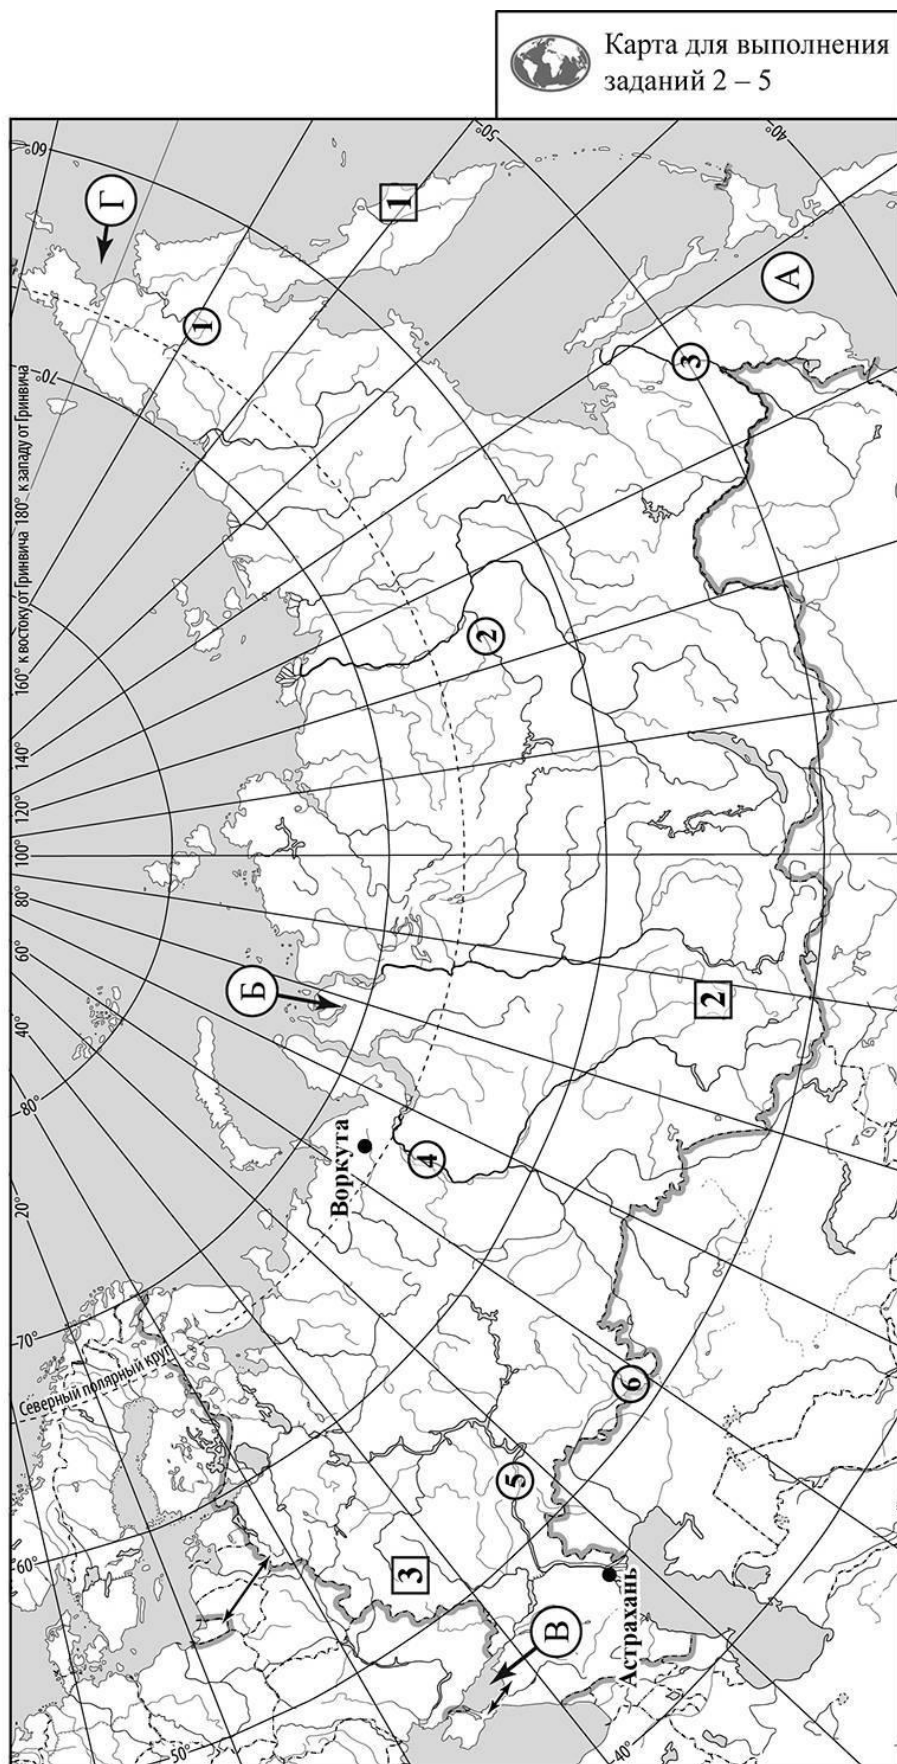 Карта для выполнения
заданий 2 – 5
60°
50°
40°
Г
1
1
А
3
70°
160° к востоку от Гринвича 180° к западу от Гринвича
2
140°
120°
100°
80°
60°
40°
20°
Б
2
80°
Воркута
4
70°
Северный полярный круг
6
5
60°
3
Астрахань
В
50°
40°